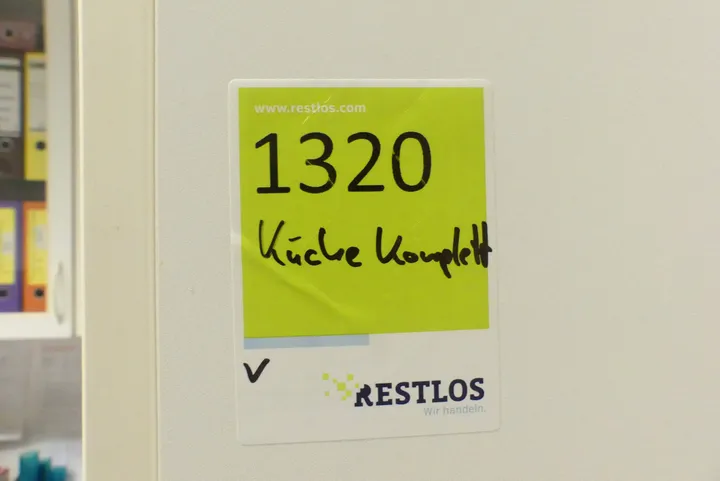 www.restlos.com
1320
Küche Komplett
v
RESTLOS
Wir handeln.